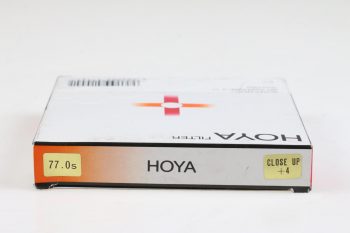 HOYA FILTER
77.0s
HOYA
CLOSE UP
+4